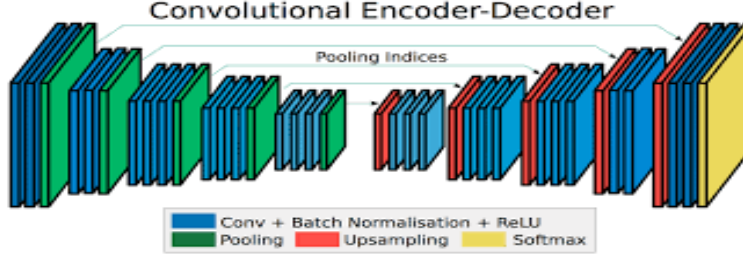 Convolutional Encoder-Decoder
Pooling Indices
Conv + Batch Normalisation + ReLU
Pooling Upsampling Softmax